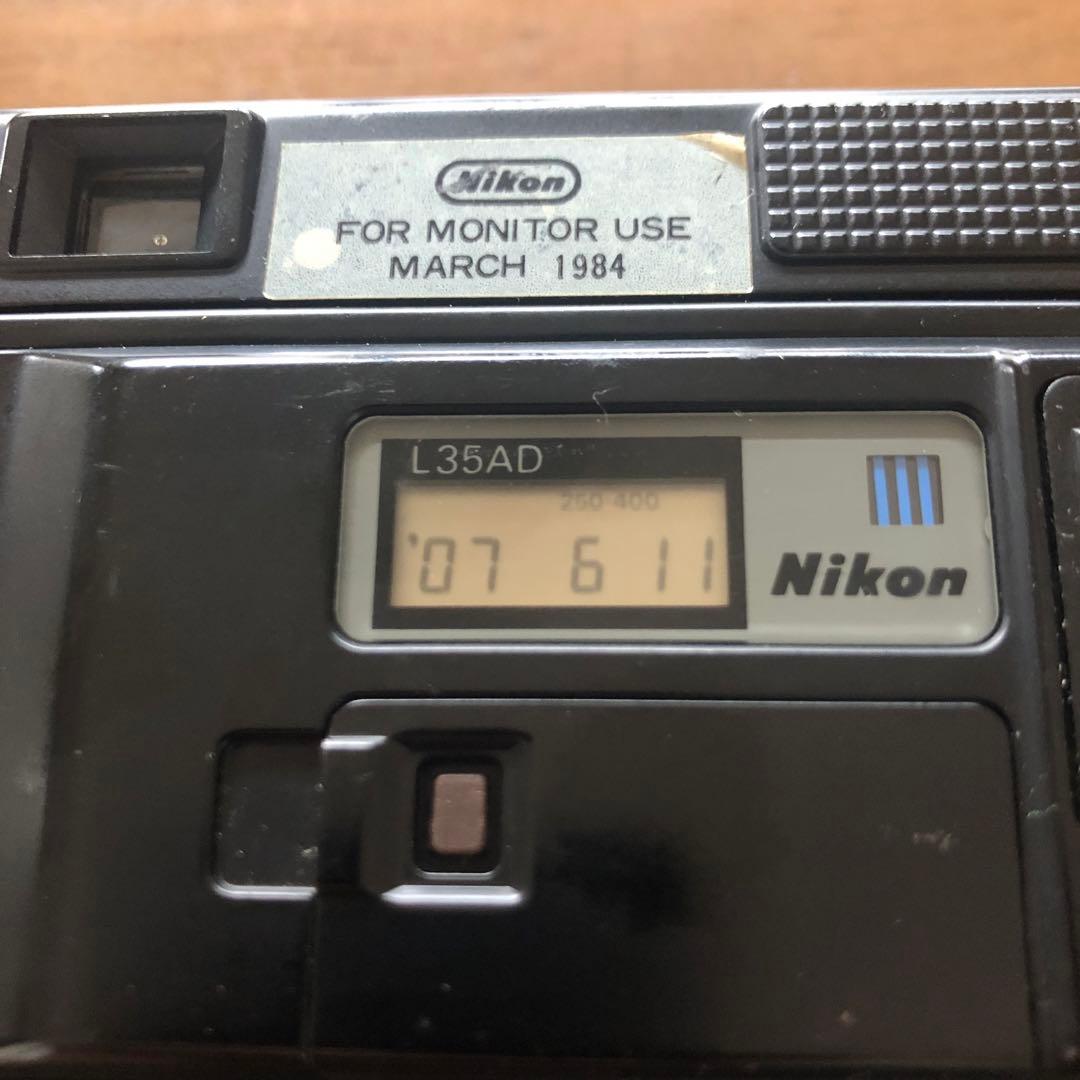 Nikon
FOR MONITOR USE
MARCH 1984
L35AD
250 400
'07 6 11
Nikon